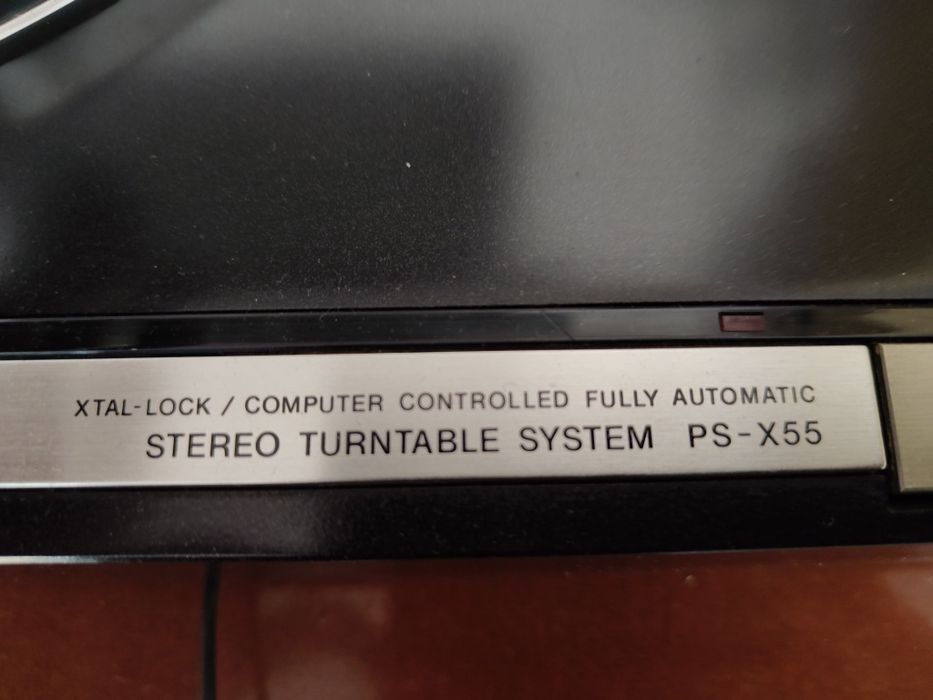 XTAL-LOCK / COMPUTER CONTROLLED FULLY AUTOMATIC
STEREO TURNTABLE SYSTEM PS-X55